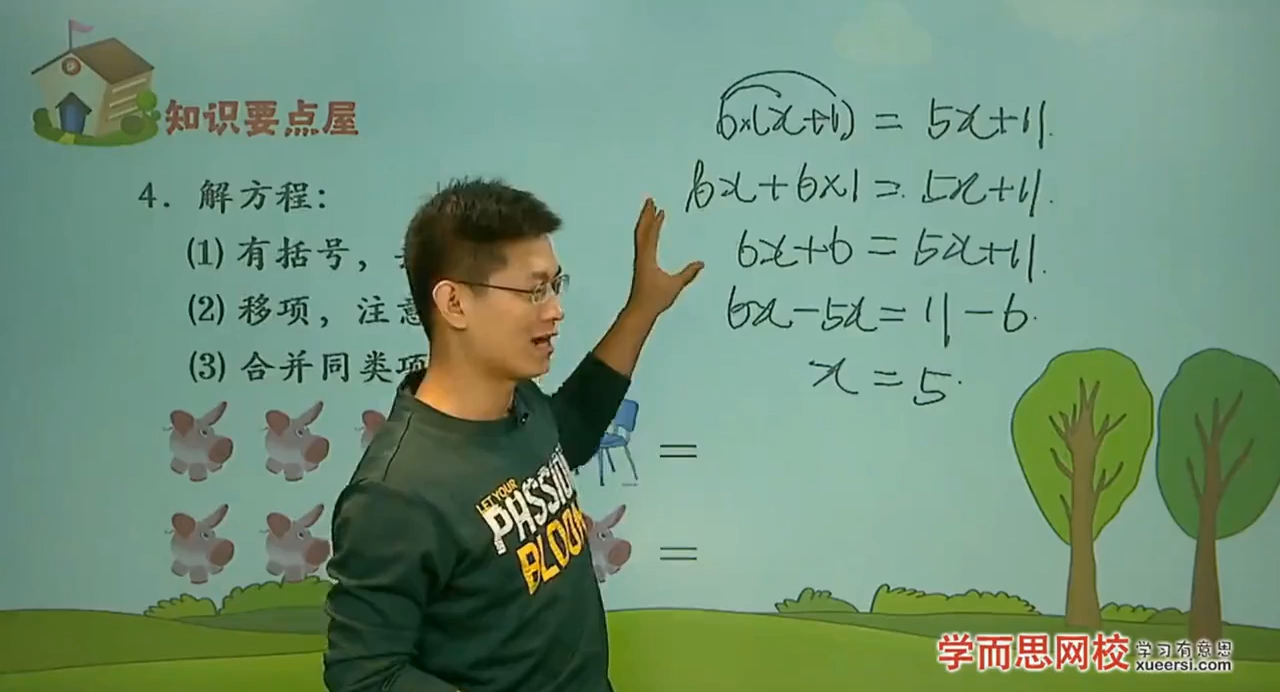 知识要点屋
4. 解方程：
(1) 有括号，
(2) 移项，注意
(3) 合并同类项
6×(x+1) = 5x+11.
6x+6×1 = 5x+11.
6x+6 = 5x+11.
6x-5x = 11-6.
x = 5.
=
=
LET YOUR
PASSION
BLOOM
学而思网校 学习有意思
xueersi.com